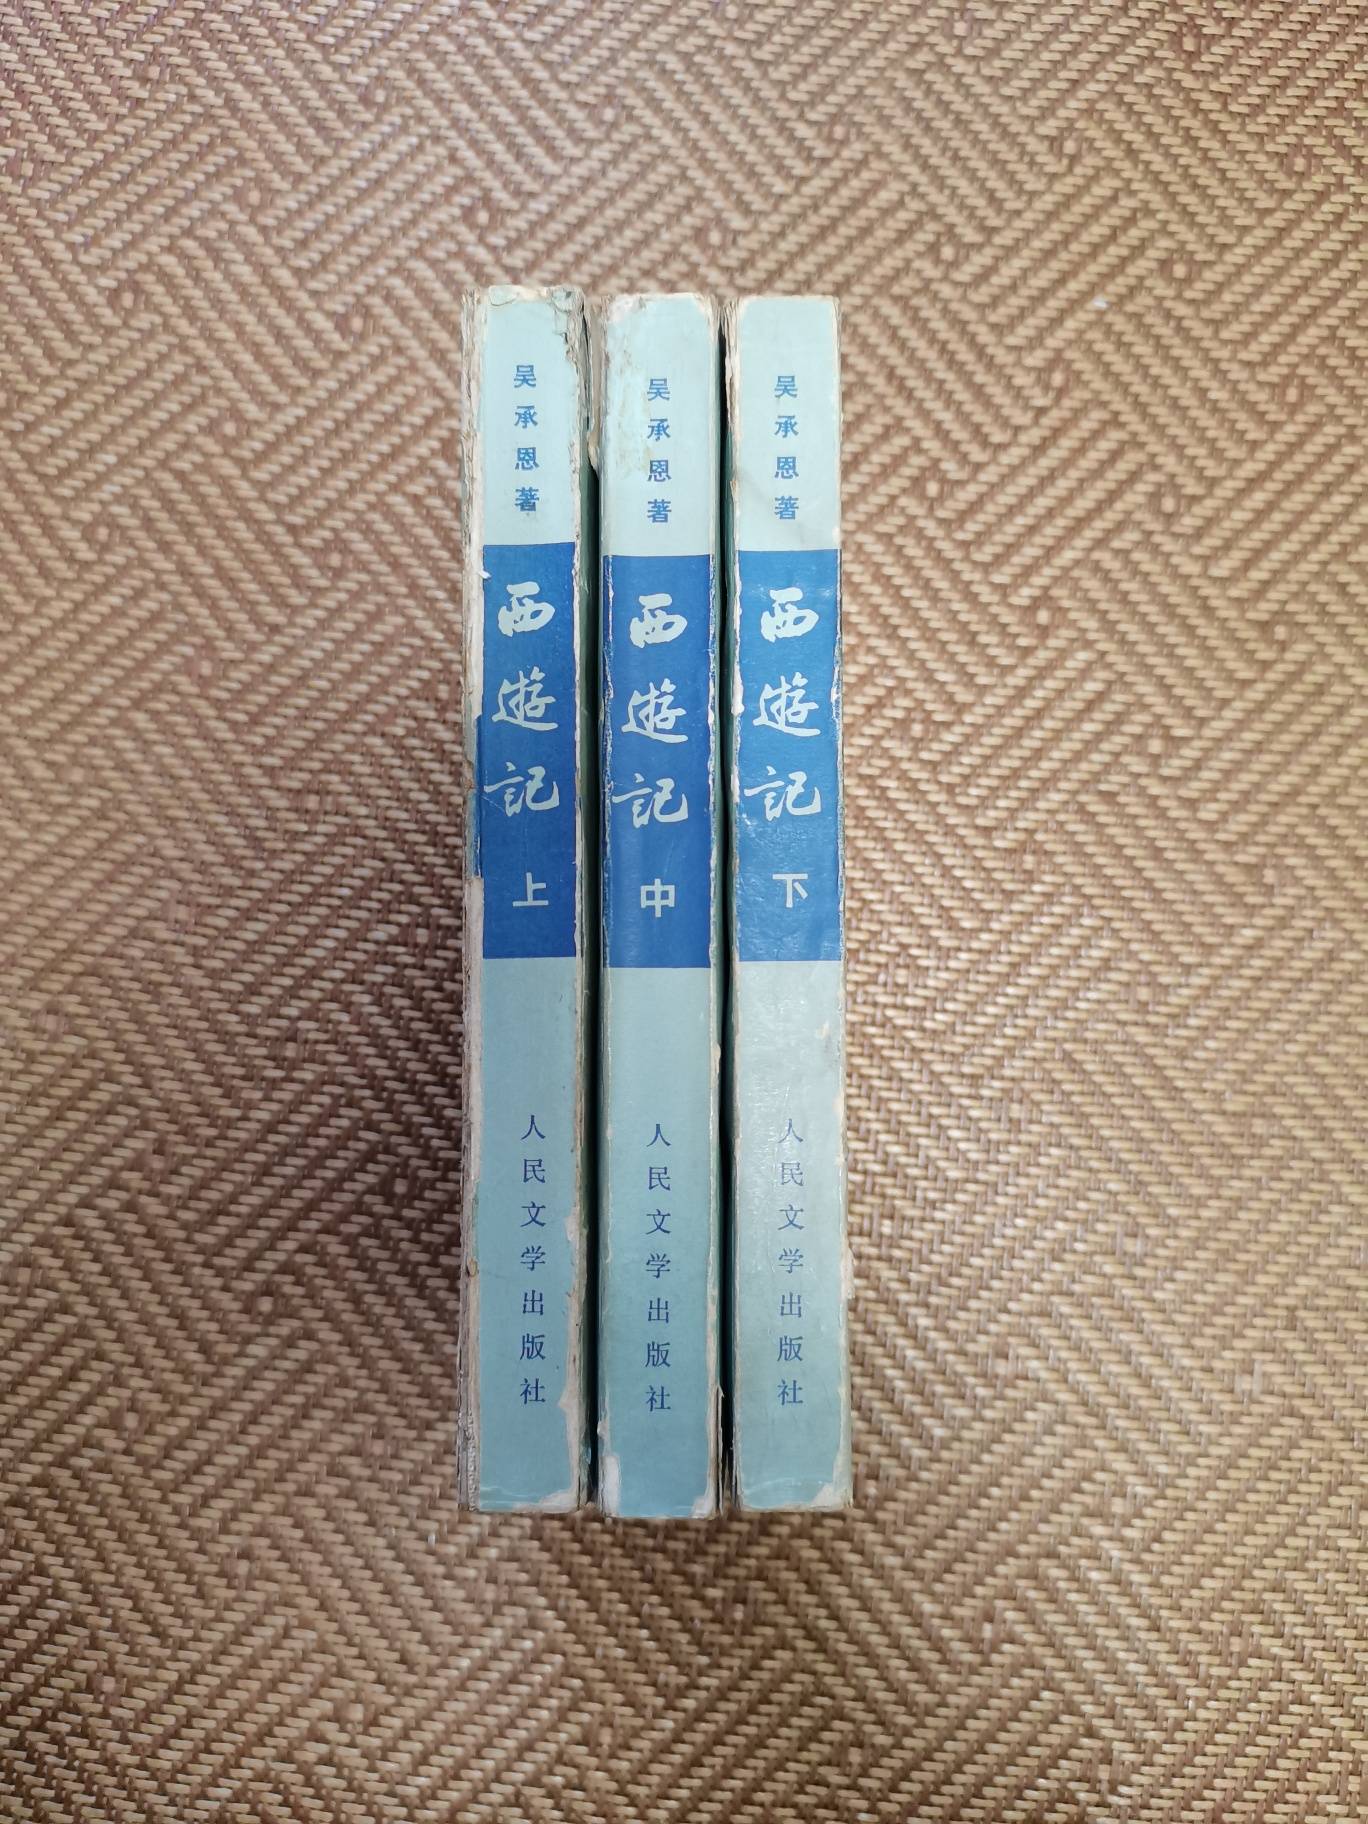 吴承恩著
西遊記
上
人民文学出版社
吴承恩著
西遊記
中
人民文学出版社
吴承恩著
西遊記
下
人民文学出版社